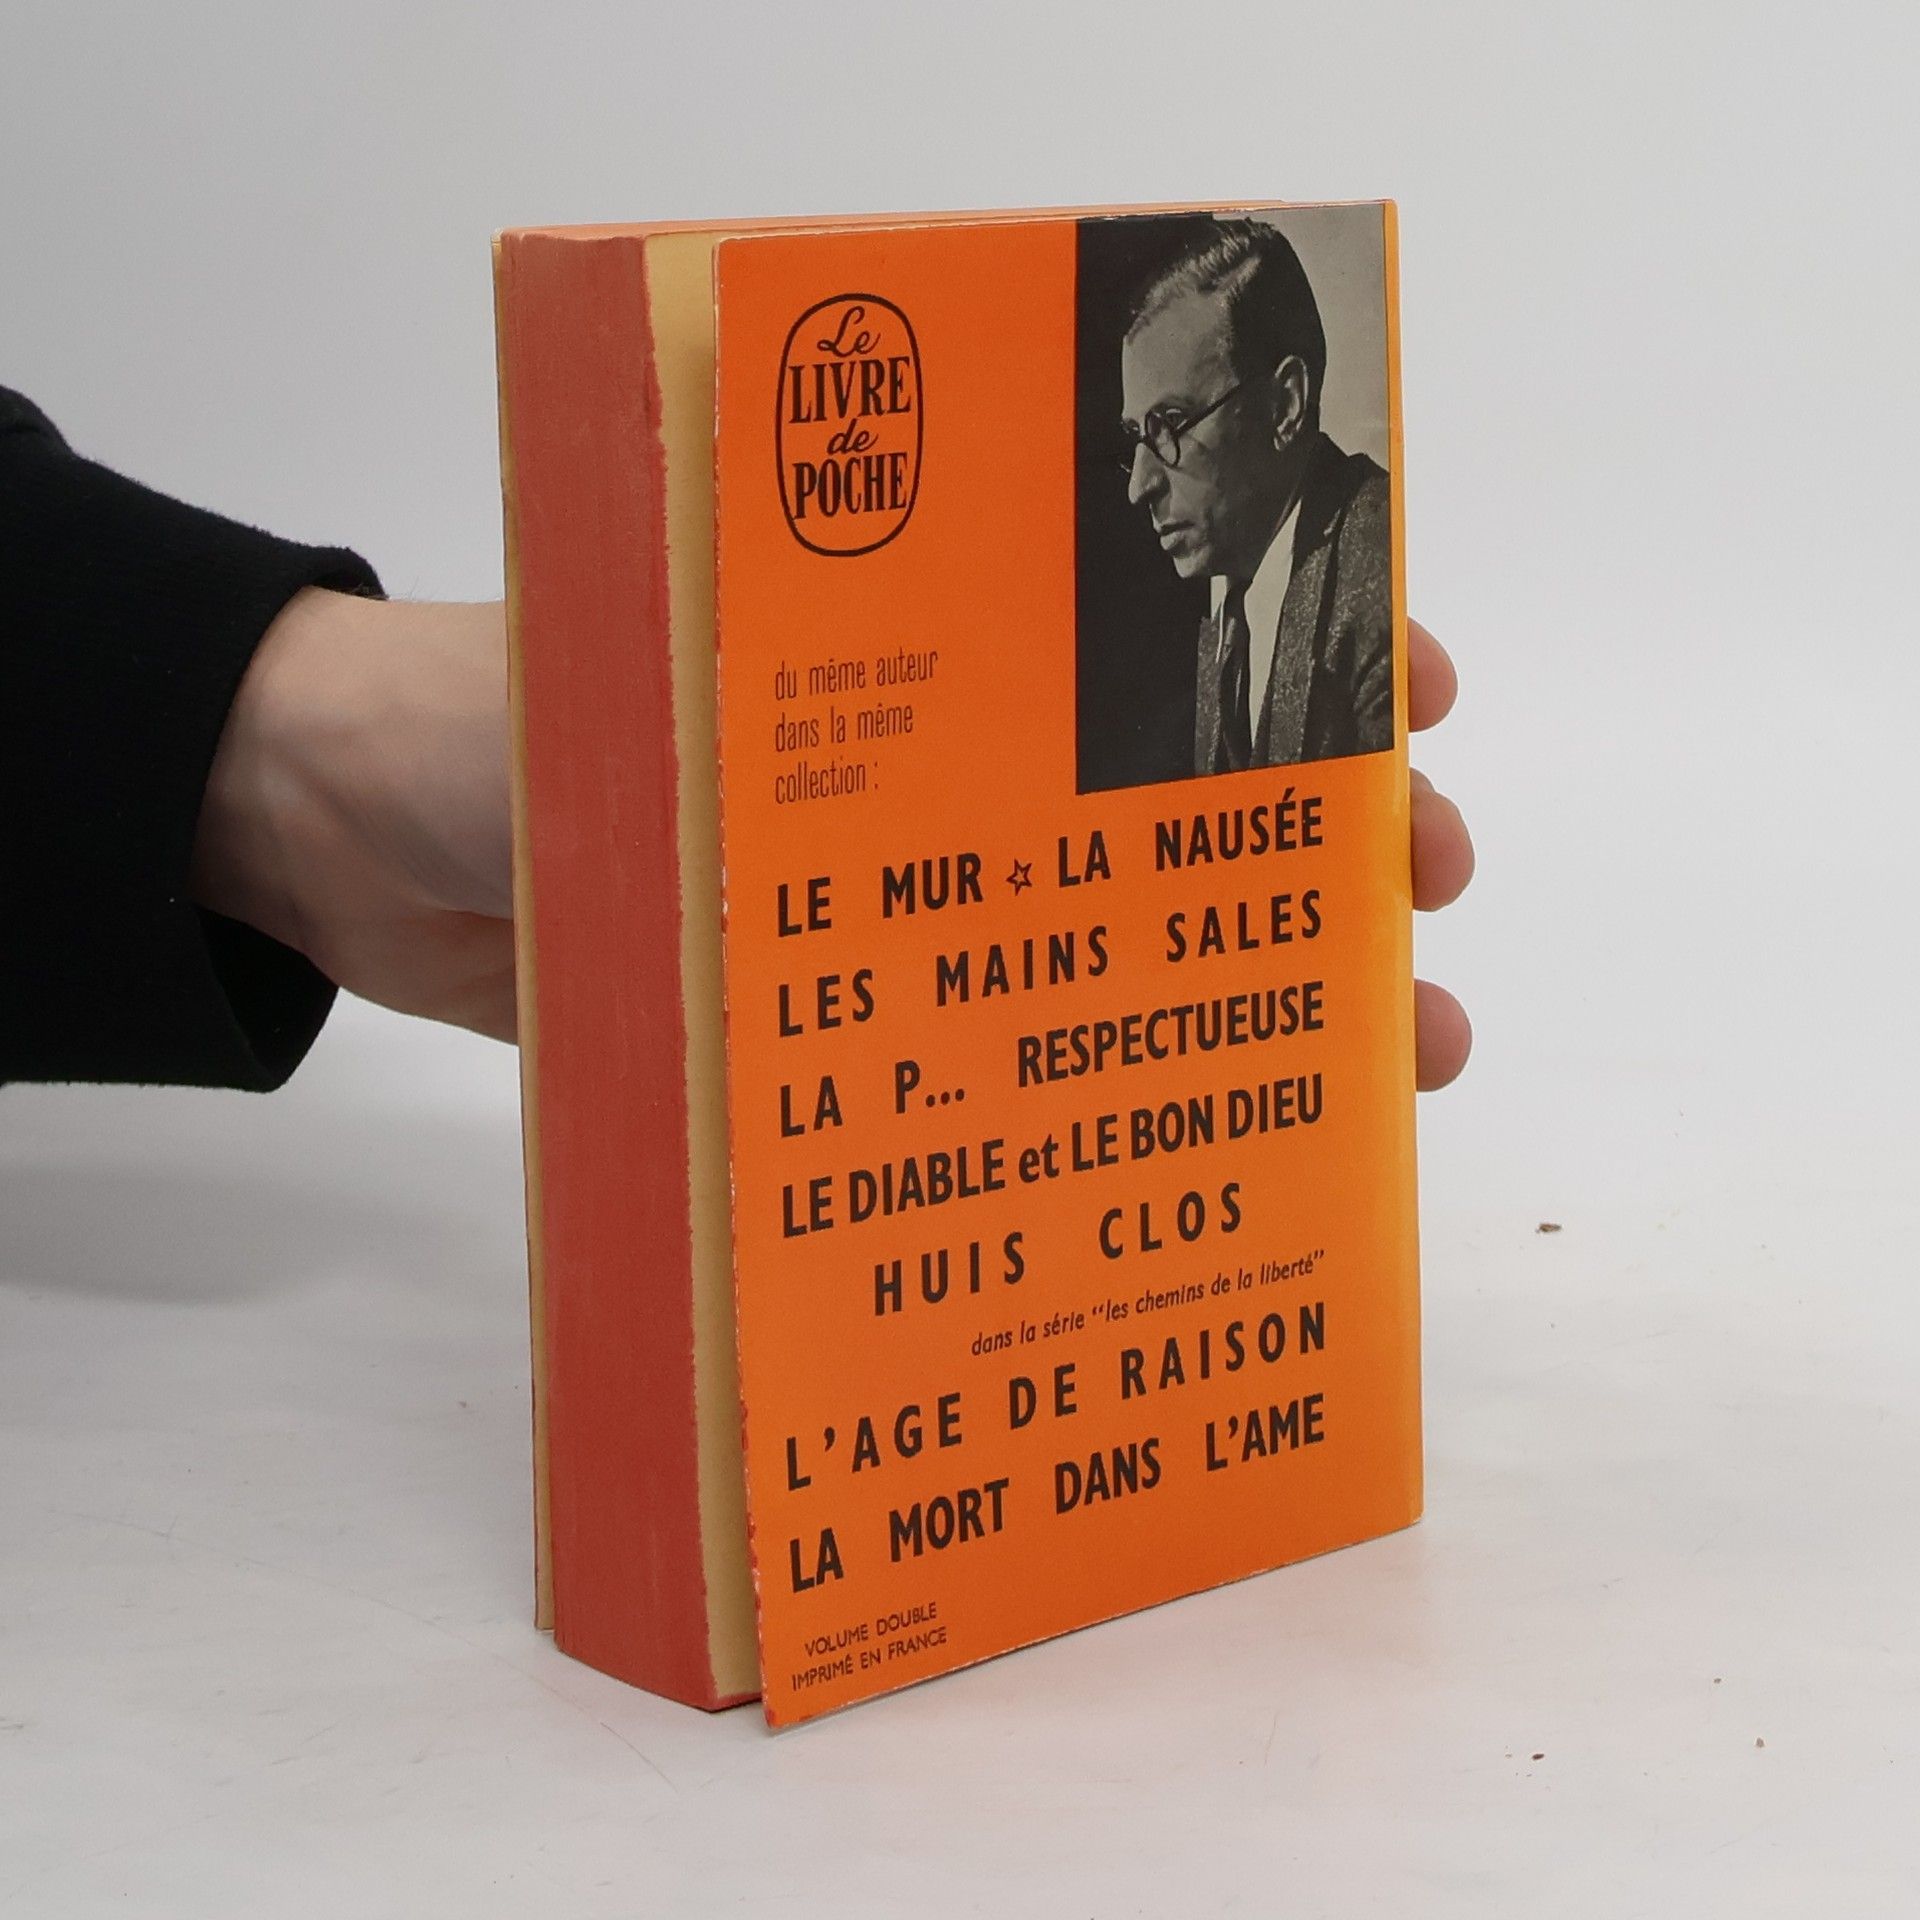 Le
LIVRE
de
POCHE
du même auteur
dans la même
collection :
LE MUR ☆ LA NAUSÉE
LES MAINS SALES
LA P... RESPECTUEUSE
LE DIABLE et LE BON DIEU
HUIS CLOS
dans la série “les chemins de la liberté”
L’AGE DE RAISON
LA MORT DANS L’AME
VOLUME DOUBLE
IMPRIMÉ EN FRANCE